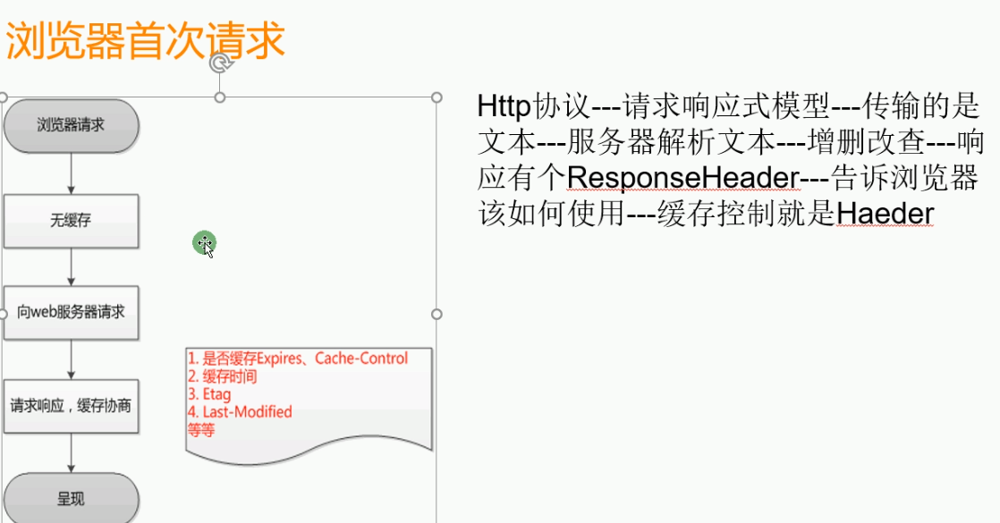 浏览器首次请求
浏览器请求
无缓存
向web服务器请求
请求响应，缓存协商
呈现
1. 是否缓存Expires、Cache-Control
2. 缓存时间
3. Etag
4. Last-Modified
等等
Http协议---请求响应式模型---传输的是
文本---服务器解析文本---增删改查---响
应有个ResponseHeader---告诉浏览器
该如何使用---缓存控制就是Haeder